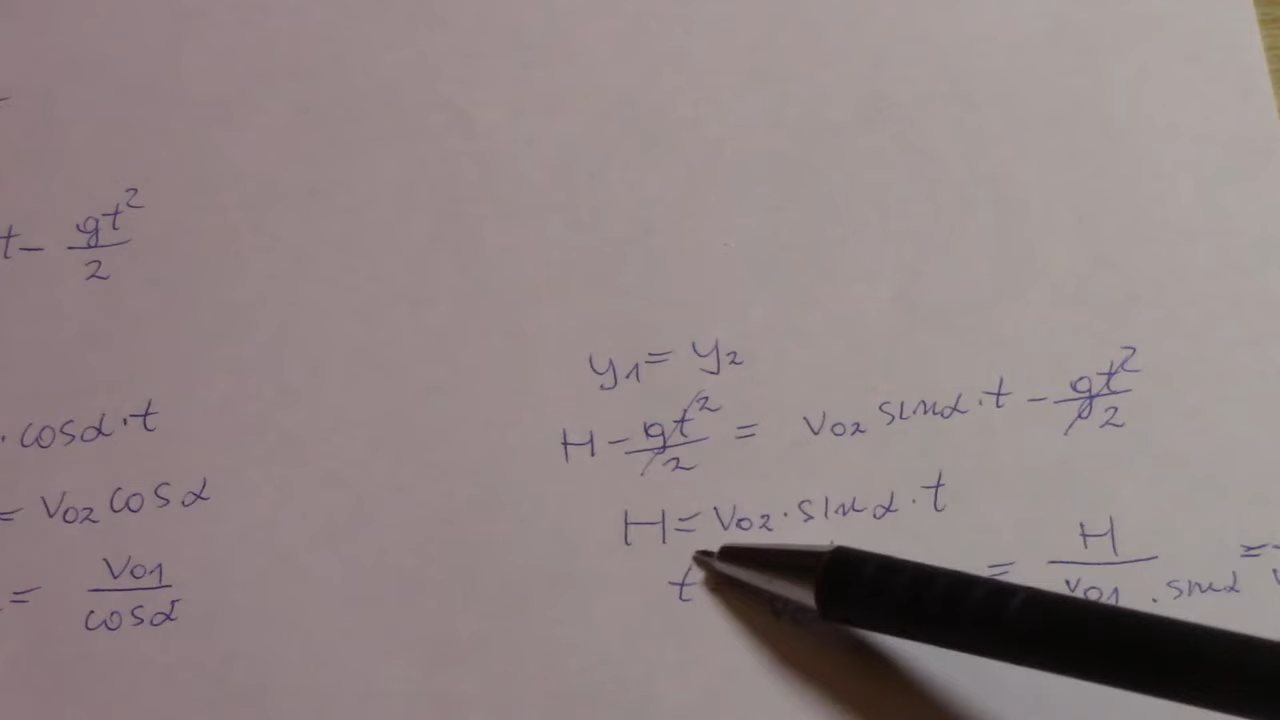 t - gt²/2
· cosα · t
= v02 cosα
= v01/cosα
y1 = y2
H - gt²/2 = v02 sinα · t - gt²/2
H = v02 · sinα · t
t = H/v01 · sinα =